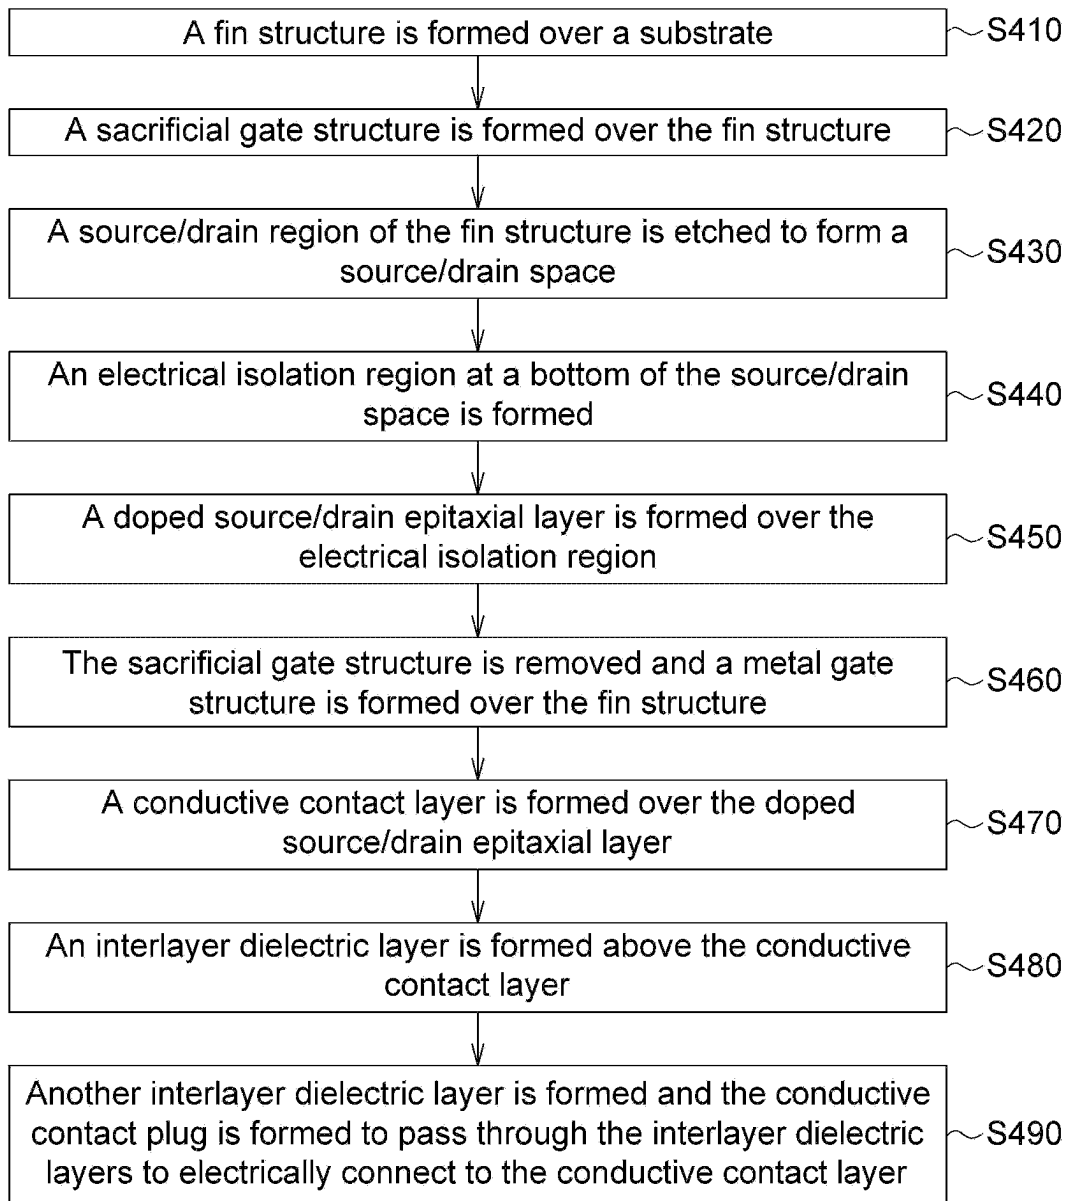 A fin structure is formed over a substrate
S410
A sacrificial gate structure is formed over the fin structure
S420
A source/drain region of the fin structure is etched to form a
source/drain space
S430
An electrical isolation region at a bottom of the source/drain
space is formed
S440
A doped source/drain epitaxial layer is formed over the
electrical isolation region
S450
The sacrificial gate structure is removed and a metal gate
structure is formed over the fin structure
S460
A conductive contact layer is formed over the doped
source/drain epitaxial layer
S470
An interlayer dielectric layer is formed above the conductive
contact layer
S480
Another interlayer dielectric layer is formed and the conductive
contact plug is formed to pass through the interlayer dielectric
layers to electrically connect to the conductive contact layer
S490